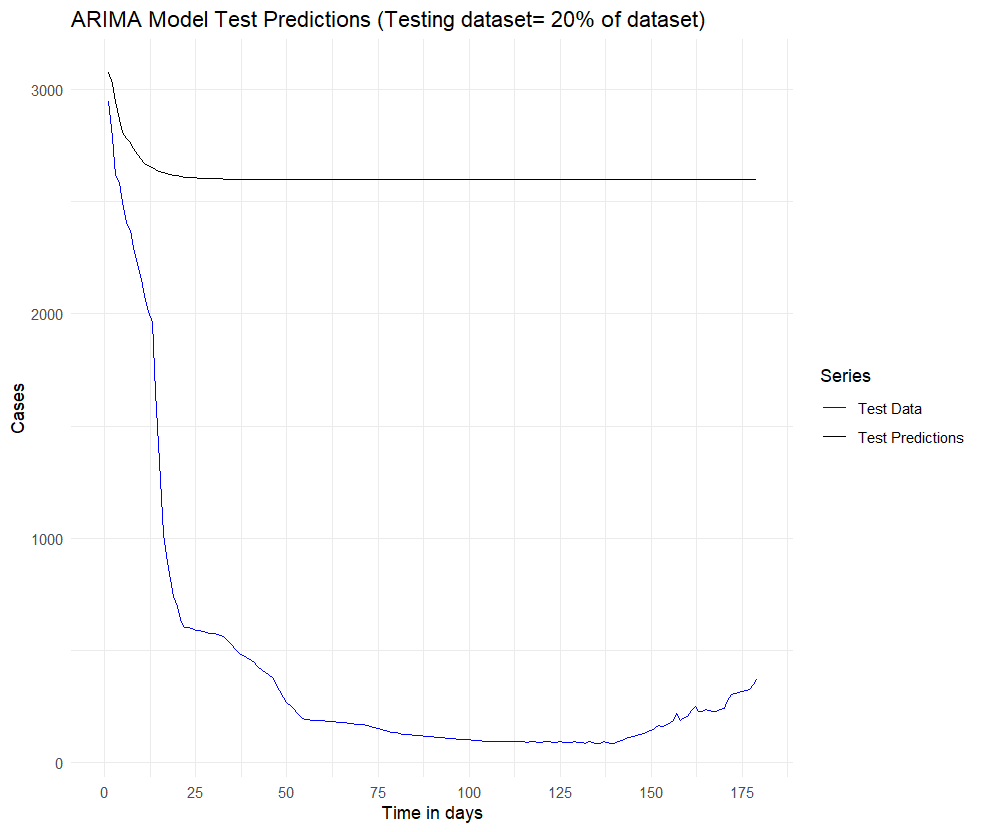 ARIMA Model Test Predictions (Testing dataset= 20% of dataset)
3000
2000
1000
0
Cases
0 25 50 75 100 125 150 175
Time in days
Series
Test Data
Test Predictions